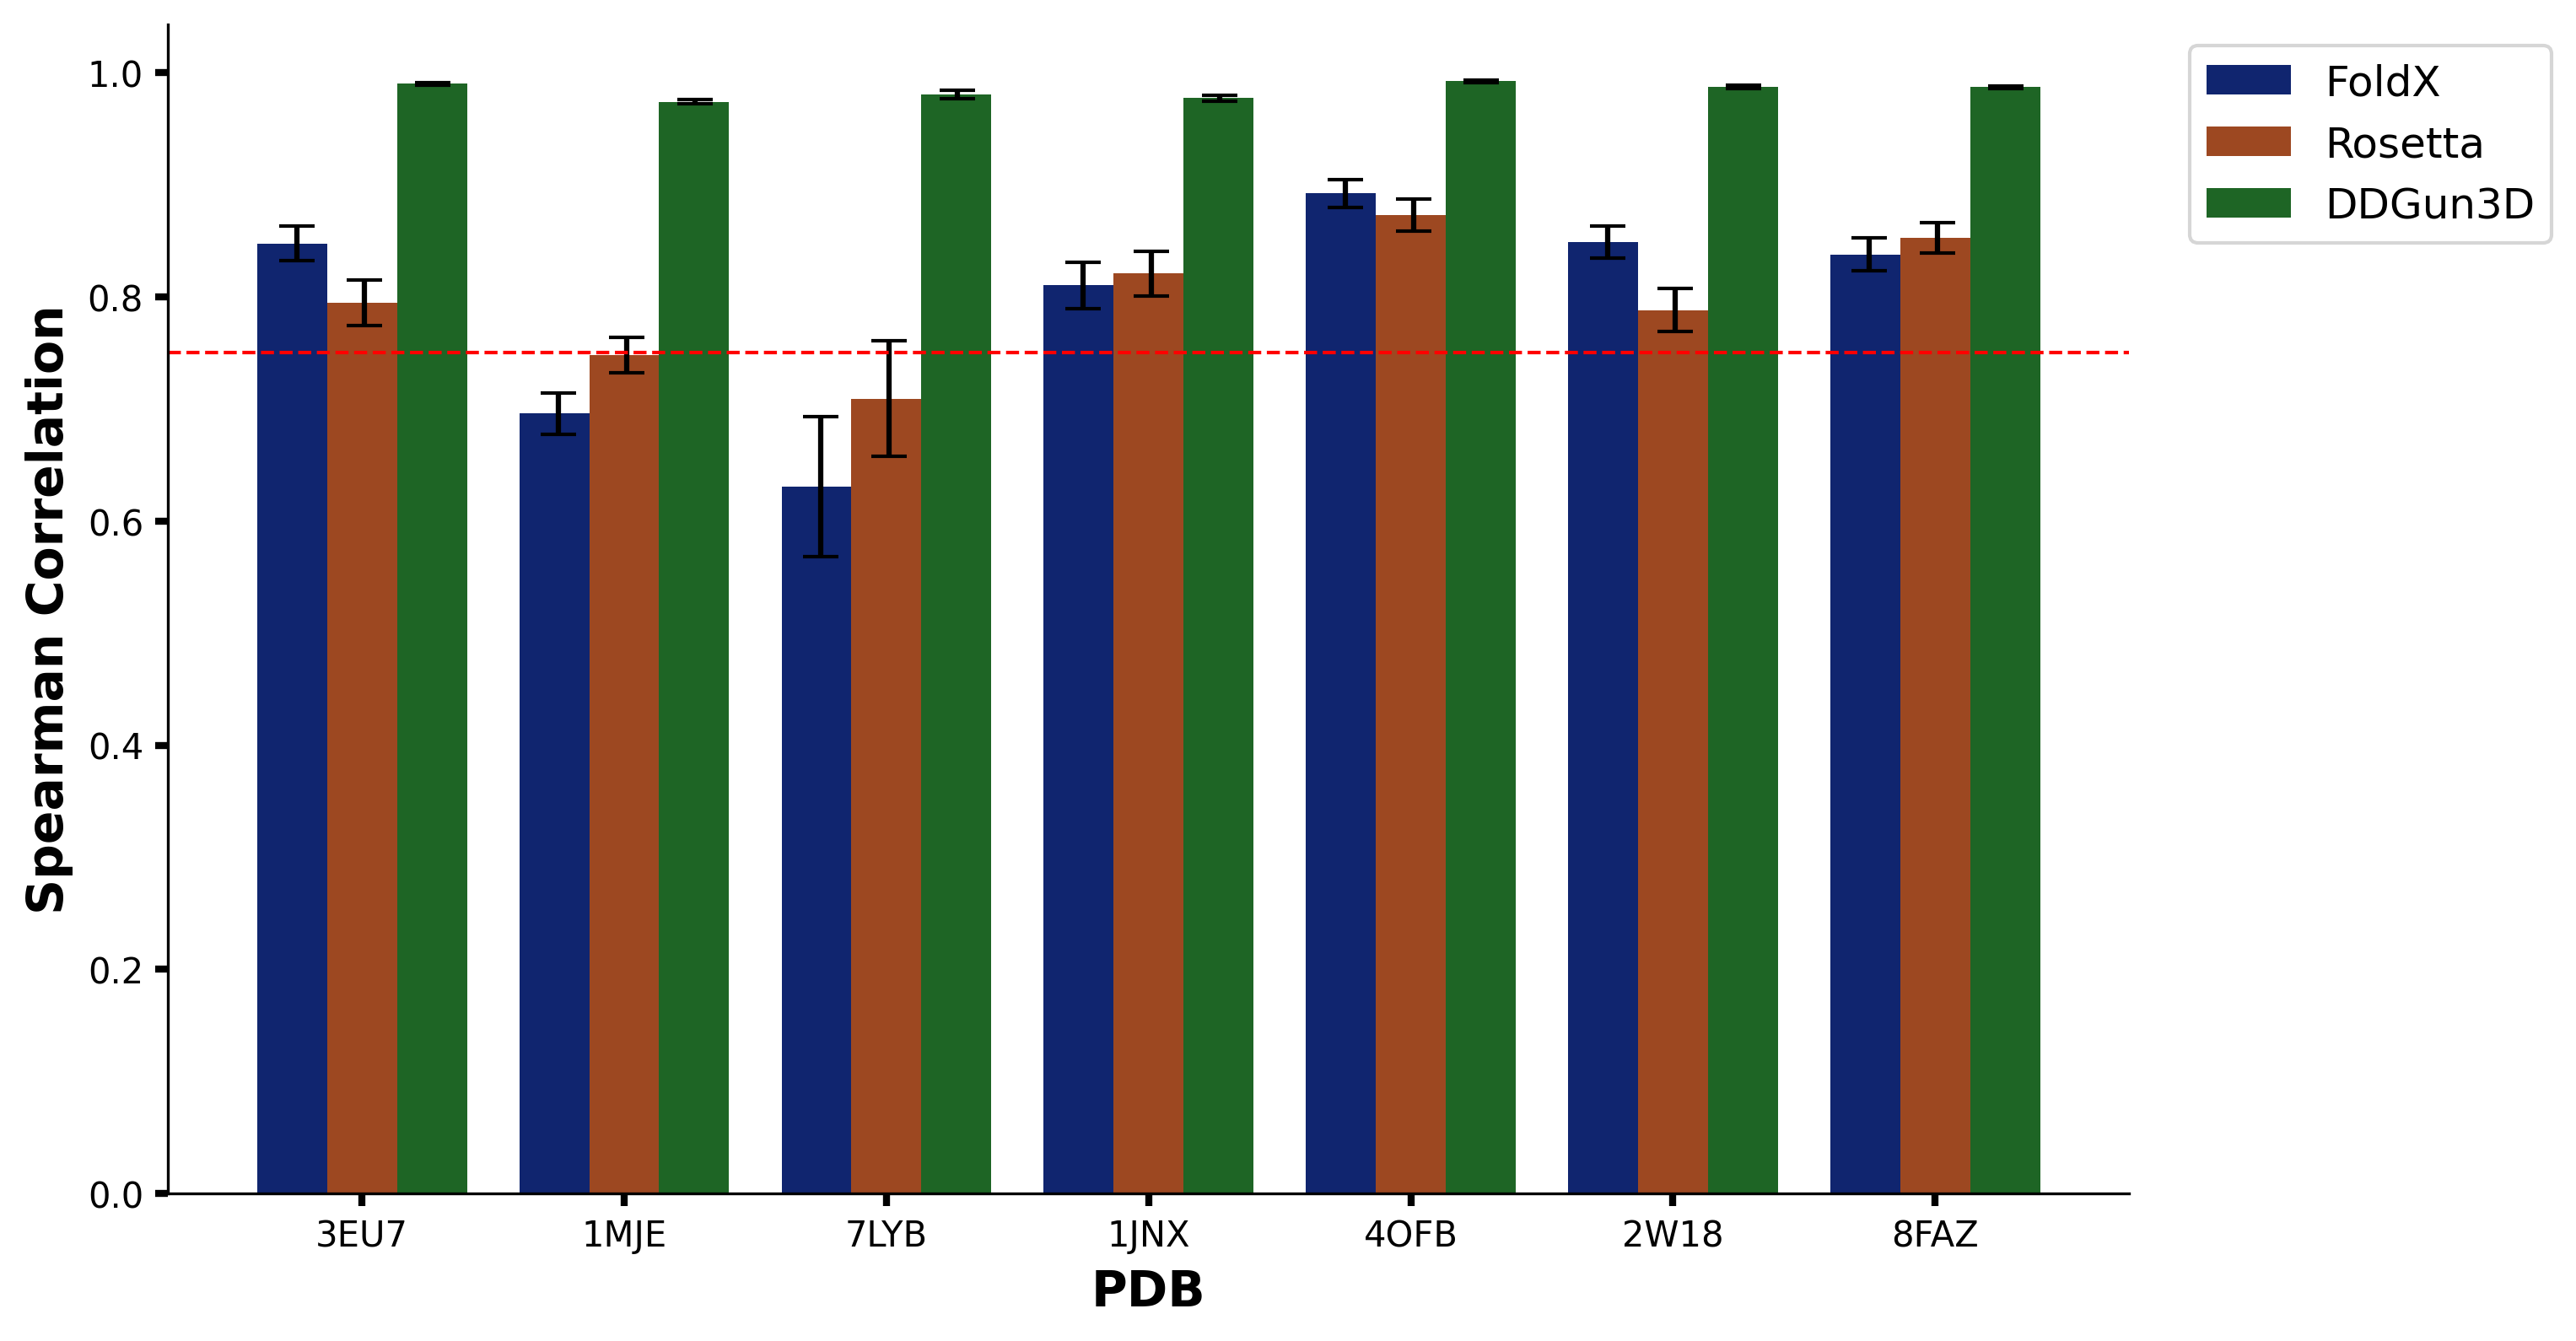 FoldX
Rosetta
DDGun3D
Spearman Correlation
1.0
0.8
0.6
0.4
0.2
0.0
3EU7 1MJE 7LYB 1JNX 4OFB 2W18 8FAZ
PDB